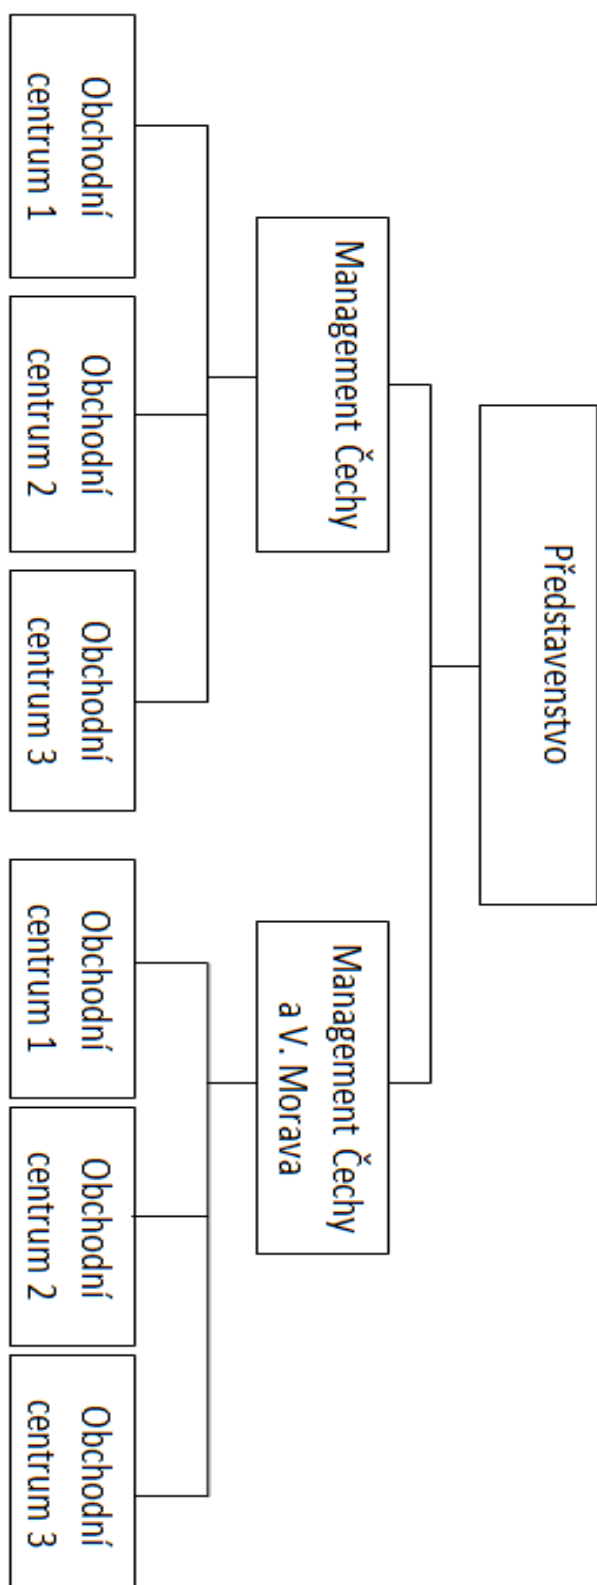 Představenstvo
Management Čechy
Management Čechy
a V. Morava
Obchodní
centrum 1
Obchodní
centrum 2
Obchodní
centrum 3
Obchodní
centrum 1
Obchodní
centrum 2
Obchodní
centrum 3